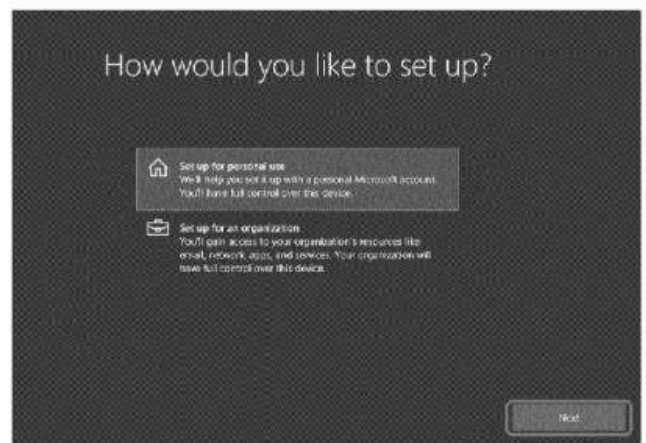 How would you like to set up?
Set up for personal use
We'll help you set it up with a personal Microsoft account.
You'll have full control over this device.
Set up for an organization
You'll gain access to your organization's resources like
email, network, apps, and services. Your organization will
have full control over this device.
Next